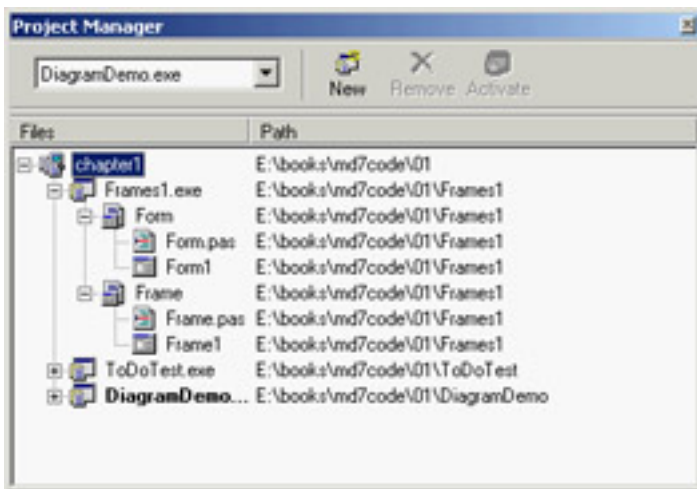 Project Manager
DiagramDemo.exe
New Remove Activate
Files Path
chapter1 E:\books\md7code\01
Frames1.exe E:\books\md7code\01\Frames1
Form E:\books\md7code\01\Frames1
Form.pas E:\books\md7code\01\Frames1
Form1 E:\books\md7code\01\Frames1
Frame E:\books\md7code\01\Frames1
Frame.pas E:\books\md7code\01\Frames1
Frame1 E:\books\md7code\01\Frames1
ToDoTest.exe E:\books\md7code\01\ToDoTest
DiagramDemo... E:\books\md7code\01\DiagramDemo